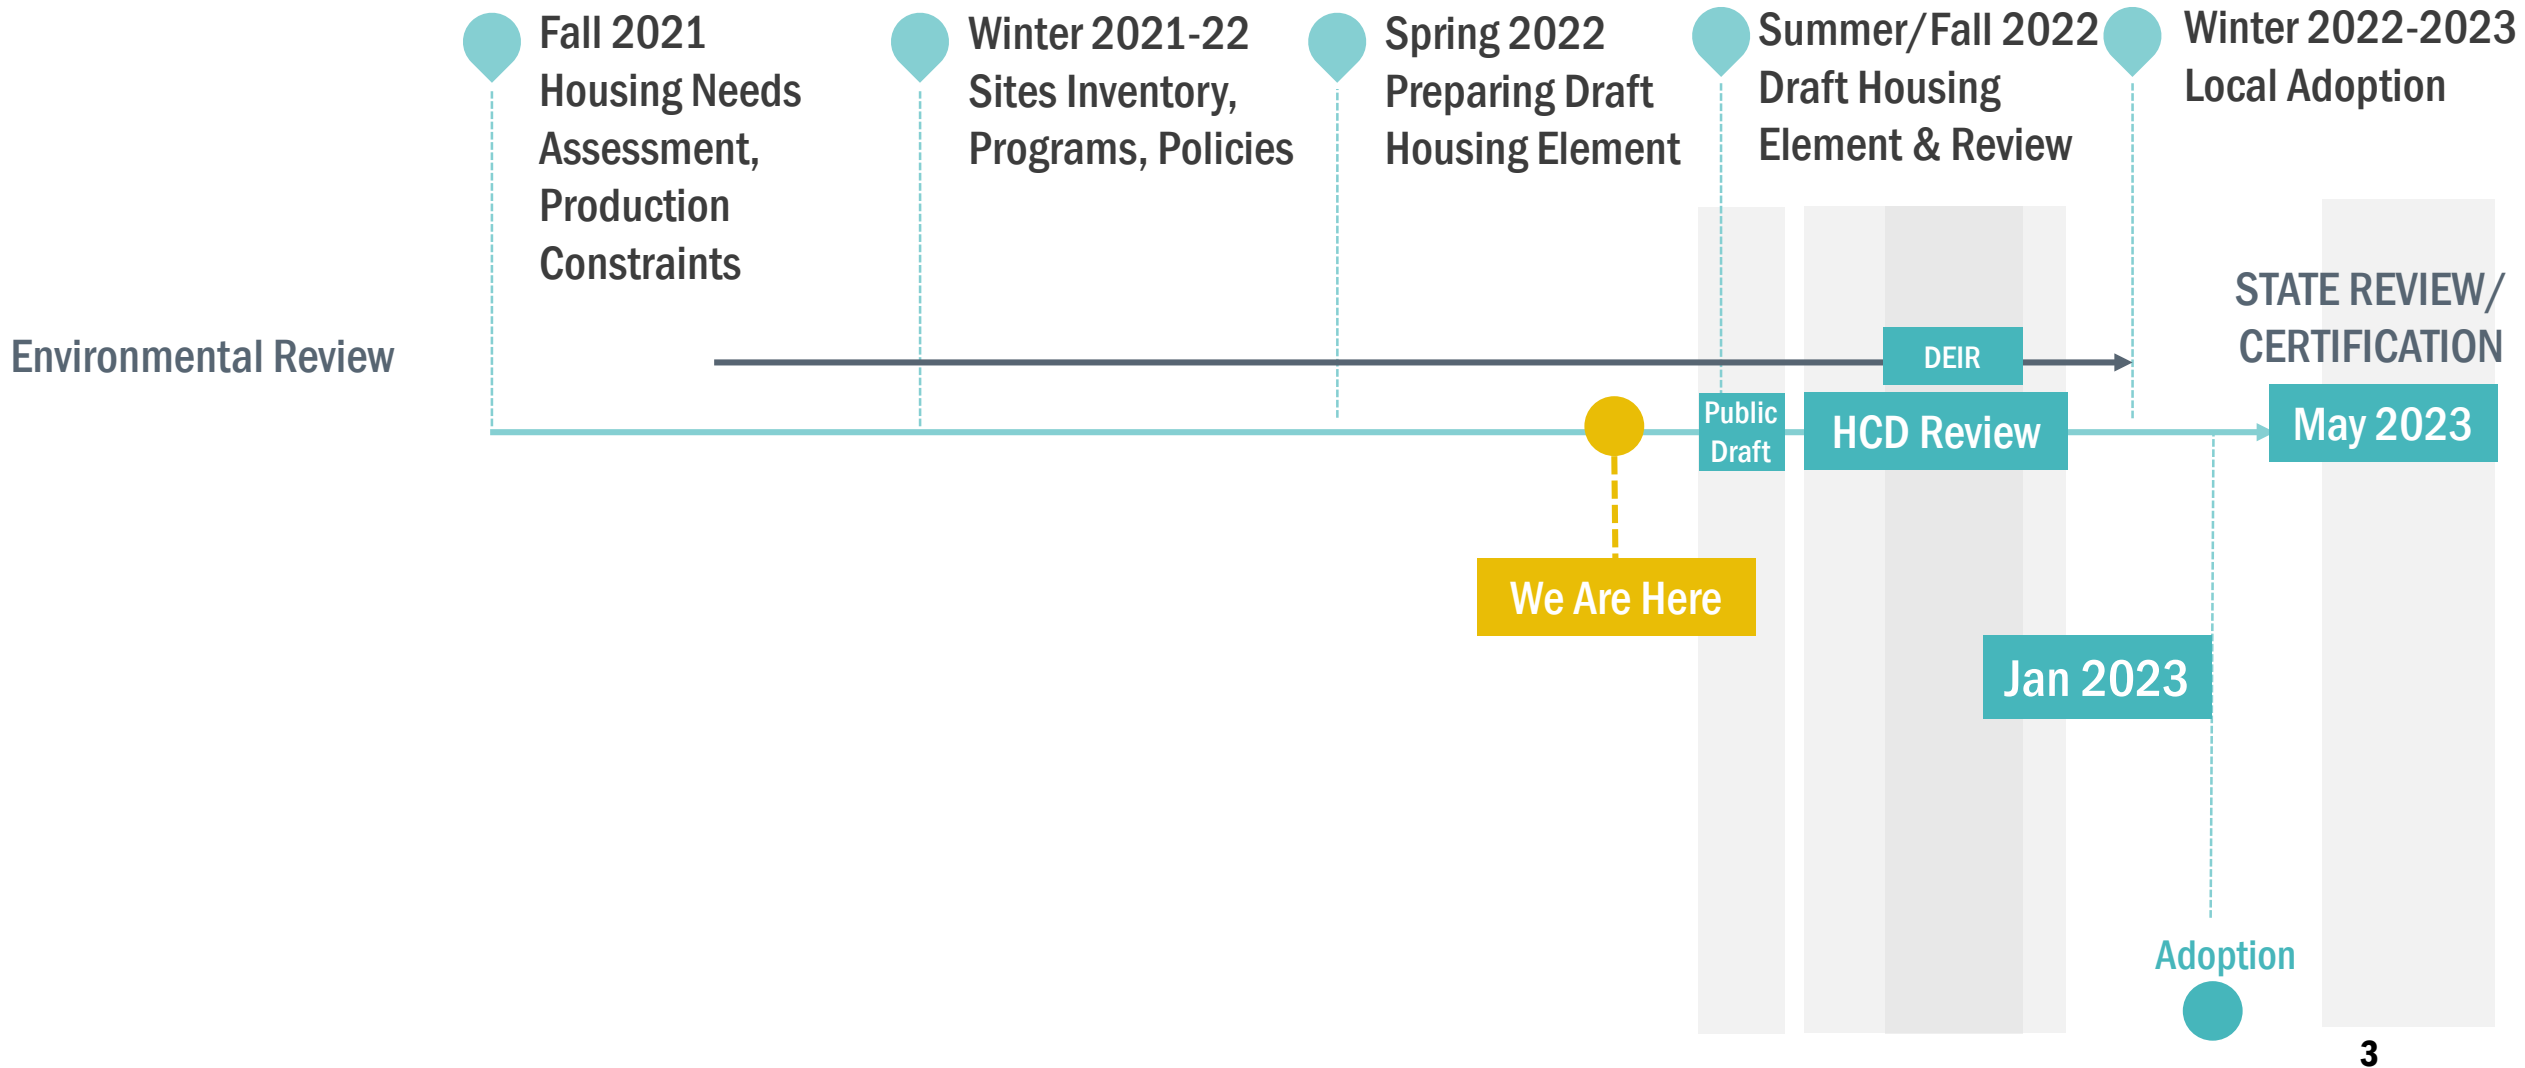 Fall 2021
Housing Needs
Assessment,
Production
Constraints
Winter 2021-22
Sites Inventory,
Programs, Policies
Spring 2022
Preparing Draft
Housing Element
Summer/Fall 2022
Draft Housing
Element & Review
Winter 2022-2023
Local Adoption
STATE REVIEW/
CERTIFICATION
Environmental Review
DEIR
Public
Draft
HCD Review
May 2023
We Are Here
Jan 2023
Adoption
3